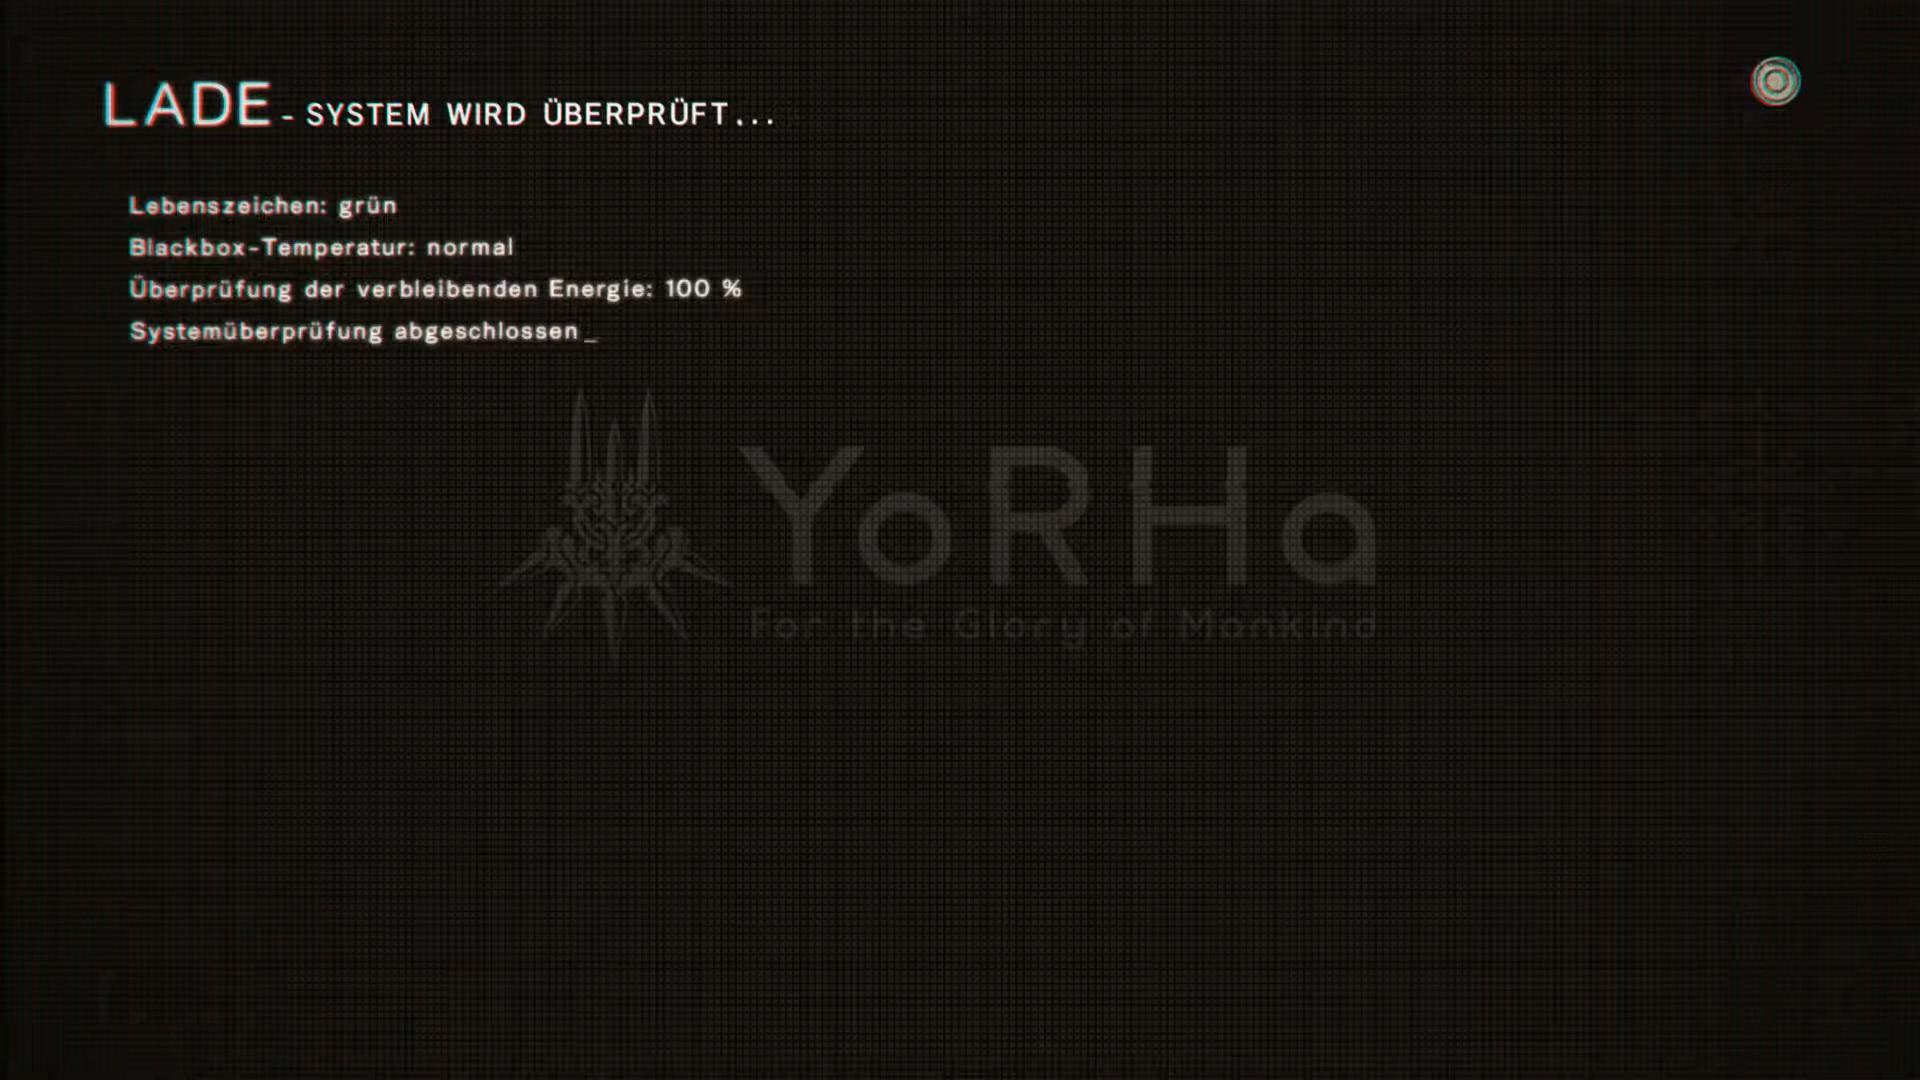 LADE - SYSTEM WIRD ÜBERPRÜFT...
Lebenszeichen: grün
Blackbox-Temperatur: normal
Überprüfung der verbleibenden Energie: 100 %
Systemüberprüfung abgeschlossen_
YoRHa
For the Glory of Mankind